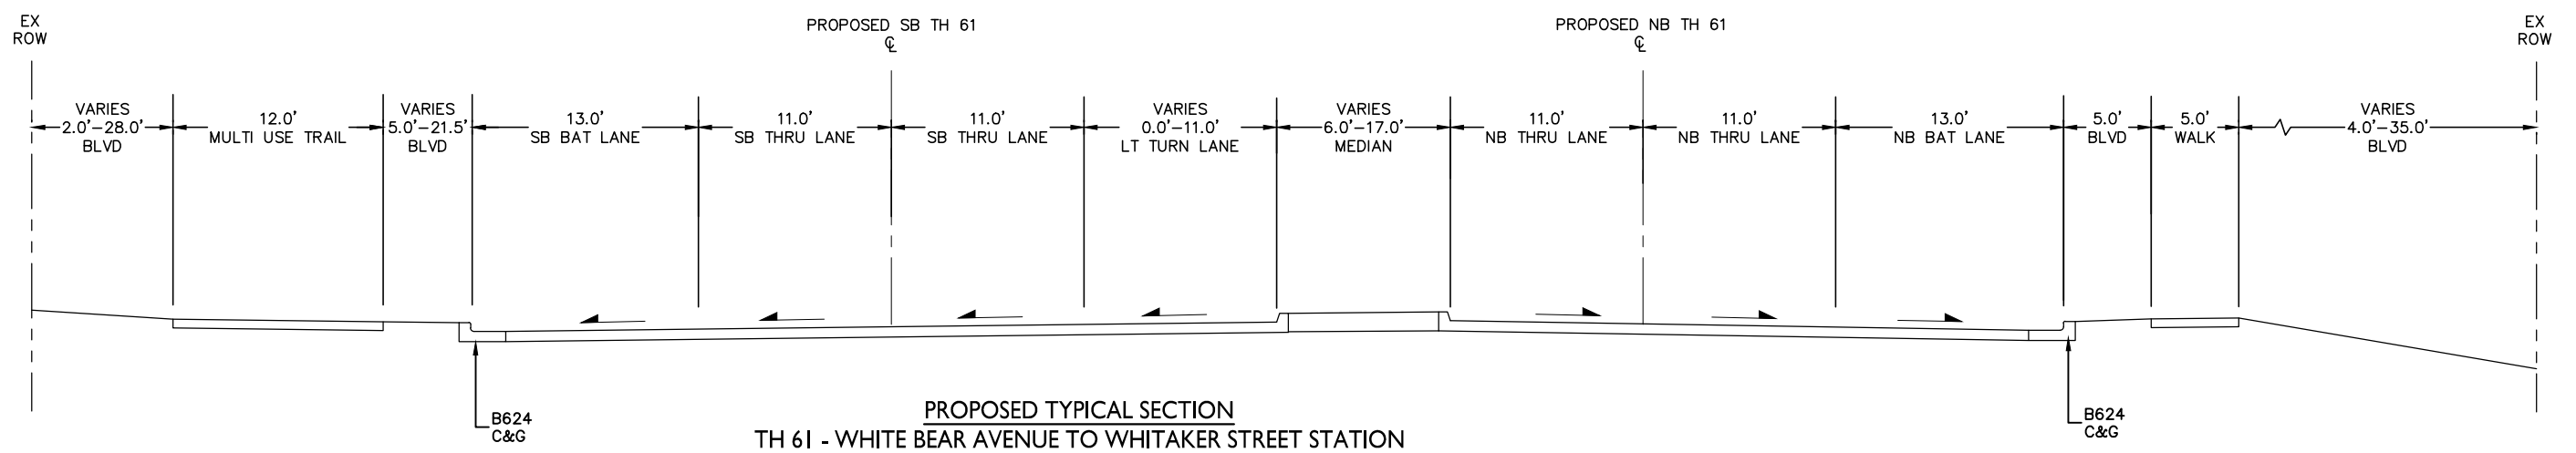 EX
ROW
PROPOSED SB TH 61
℄
PROPOSED NB TH 61
℄
EX
ROW
VARIES
2.0'-28.0'
BLVD
12.0'
MULTI USE TRAIL
VARIES
5.0'-21.5'
BLVD
13.0'
SB BAT LANE
11.0'
SB THRU LANE
11.0'
SB THRU LANE
VARIES
0.0'-11.0'
LT TURN LANE
VARIES
6.0'-17.0'
MEDIAN
11.0'
NB THRU LANE
11.0'
NB THRU LANE
13.0'
NB BAT LANE
5.0'
BLVD
5.0'
WALK
VARIES
4.0'-35.0'
BLVD
B624
C&G
B624
C&G
PROPOSED TYPICAL SECTION
TH 61 - WHITE BEAR AVENUE TO WHITAKER STREET STATION